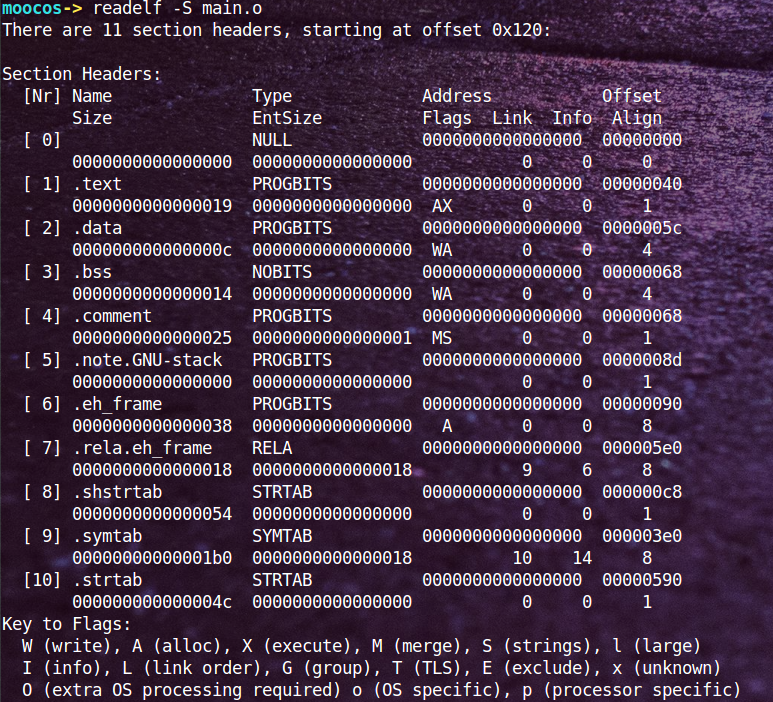 moocos-> readelf -S main.o
There are 11 section headers, starting at offset 0x120:
Section Headers:
[Nr] Name Type Address Offset
Size EntSize Flags Link Info Align
[ 0] NULL 0000000000000000 00000000
0000000000000000 0000000000000000 0 0 0
[ 1] .text PROGBITS 0000000000000000 00000040
0000000000000019 0000000000000000 AX 0 0 1
[ 2] .data PROGBITS 0000000000000000 0000005c
000000000000000c 0000000000000000 WA 0 0 4
[ 3] .bss NOBITS 0000000000000000 00000068
0000000000000014 0000000000000000 WA 0 0 4
[ 4] .comment PROGBITS 0000000000000000 00000068
0000000000000025 0000000000000001 MS 0 0 1
[ 5] .note.GNU-stack PROGBITS 0000000000000000 0000008d
0000000000000000 0000000000000000 0 0 1
[ 6] .eh_frame PROGBITS 0000000000000000 00000090
0000000000000038 0000000000000000 A 0 0 8
[ 7] .rela.eh_frame RELA 0000000000000000 000005e0
0000000000000018 0000000000000018 9 6 8
[ 8] .shstrtab STRTAB 0000000000000000 000000c8
0000000000000054 0000000000000000 0 0 1
[ 9] .symtab SYMTAB 0000000000000000 000003e0
00000000000001b0 0000000000000018 10 14 8
[10] .strtab STRTAB 0000000000000000 00000590
000000000000004c 0000000000000000 0 0 1
Key to Flags:
W (write), A (alloc), X (execute), M (merge), S (strings), l (large)
I (info), L (link order), G (group), T (TLS), E (exclude), x (unknown)
O (extra OS processing required) o (OS specific), p (processor specific)